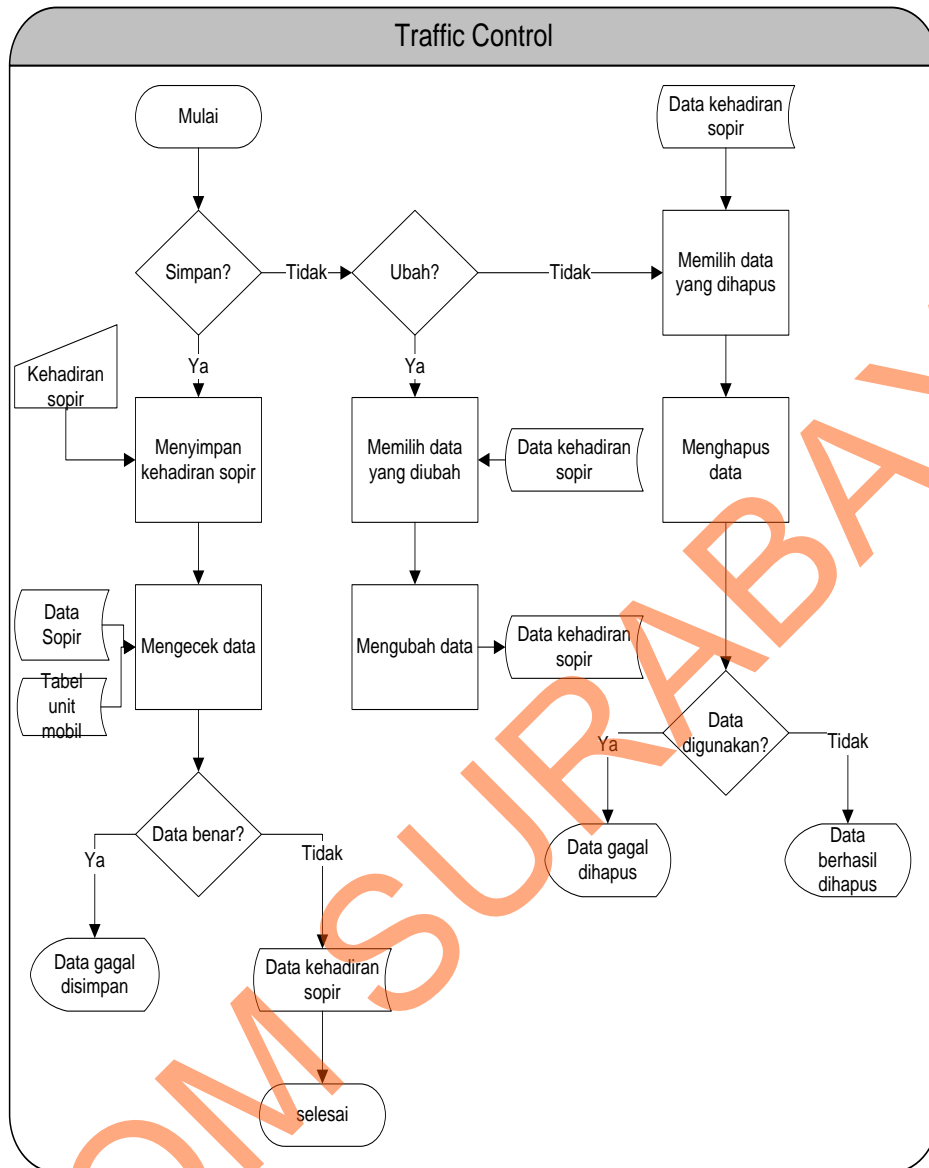 Traffic Control
Mulai
Data kehadiran
sopir
Simpan?
Tidak
Ubah?
Tidak
Memilih data
yang dihapus
Ya
Ya
Kehadiran
sopir
Menyimpan
kehadiran sopir
Memilih data
yang diubah
Data kehadiran
sopir
Menghapus
data
Data
Sopir
Mengecek data
Mengubah data
Data kehadiran
sopir
Tabel
unit
mobil
Data
digunakan?
Ya
Tidak
Data benar?
Ya
Tidak
Data gagal
dihapus
Data
berhasil
dihapus
Data gagal
disimpan
Data kehadiran
sopir
selesai
OM SURABAY